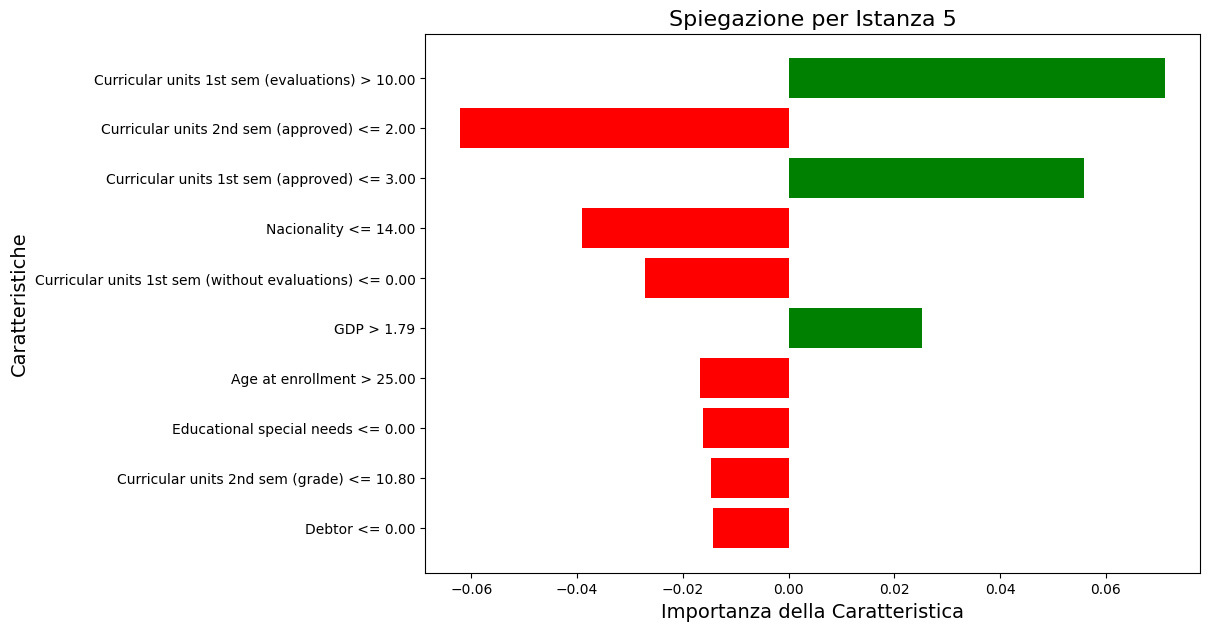 Spiegazione per Istanza 5
Caratteristiche
Curricular units 1st sem (evaluations) > 10.00
Curricular units 2nd sem (approved) <= 2.00
Curricular units 1st sem (approved) <= 3.00
Nacionality <= 14.00
Curricular units 1st sem (without evaluations) <= 0.00
GDP > 1.79
Age at enrollment > 25.00
Educational special needs <= 0.00
Curricular units 2nd sem (grade) <= 10.80
Debtor <= 0.00
−0.06 −0.04 −0.02 0.00 0.02 0.04 0.06
Importanza della Caratteristica